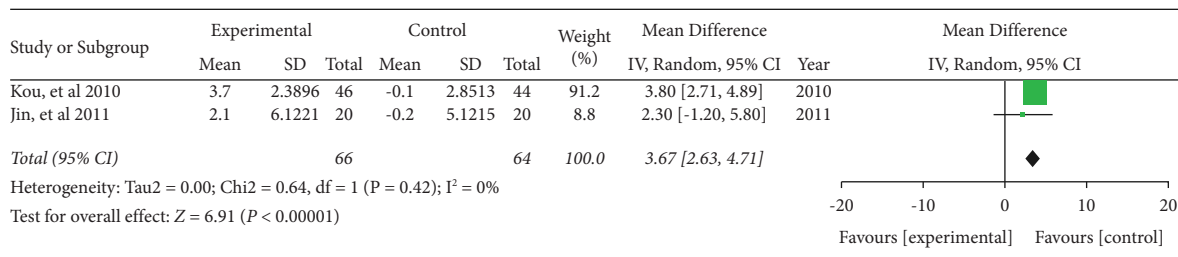 Study or Subgroup Experimental Control Weight (%) Mean Difference Mean Difference
Mean SD Total Mean SD Total IV, Random, 95% CI Year IV, Random, 95% CI
Kou, et al 2010 3.7 2.3896 46 -0.1 2.8513 44 91.2 3.80 [2.71, 4.89] 2010
Jin, et al 2011 2.1 6.1221 20 -0.2 5.1215 20 8.8 2.30 [-1.20, 5.80] 2011
Total (95% CI) 66 64 100.0 3.67 [2.63, 4.71]
Heterogeneity: Tau2 = 0.00; Chi2 = 0.64, df = 1 (P = 0.42); I² = 0%
Test for overall effect: Z = 6.91 (P < 0.00001)
-20 -10 0 10 20
Favours [experimental] Favours [control]